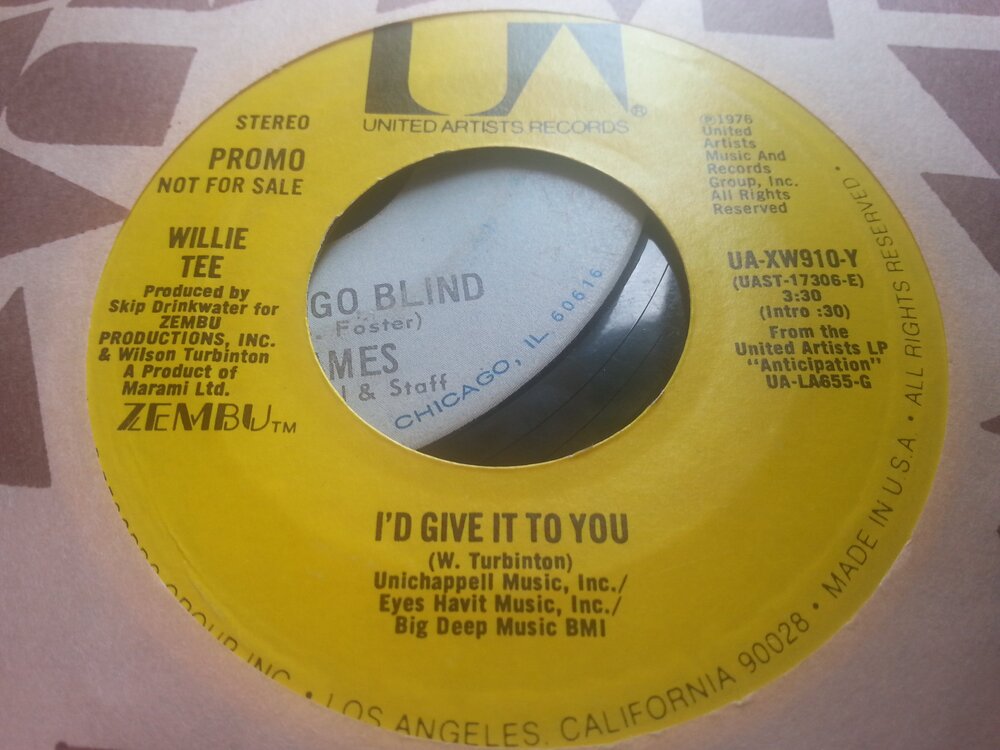 UA®
UNITED ARTISTS RECORDS
STEREO
PROMO
NOT FOR SALE
WILLIE
TEE
Produced by
Skip Drinkwater for
ZEMBU
PRODUCTIONS, INC.
& Wilson Turbinton
A Product of
Marami Ltd.
ZEMBU™
℗1976
United
Artists
Music And
Records
Group, Inc.
All Rights
Reserved
UA-XW910-Y
(UAST-17306-E)
3:30
(Intro :30)
From the
United Artists LP
"Anticipation"
UA-LA655-G
GO BLIND
Foster)
MES
& Staff
CHICAGO, IL 60616
I'D GIVE IT TO YOU
(W. Turbinton)
Unichappell Music, Inc./
Eyes Havit Music, Inc./
Big Deep Music BMI
GROUP, INC. • LOS ANGELES, CALIFORNIA 90028 • MADE IN U.S.A. • ALL RIGHTS RESERVED •